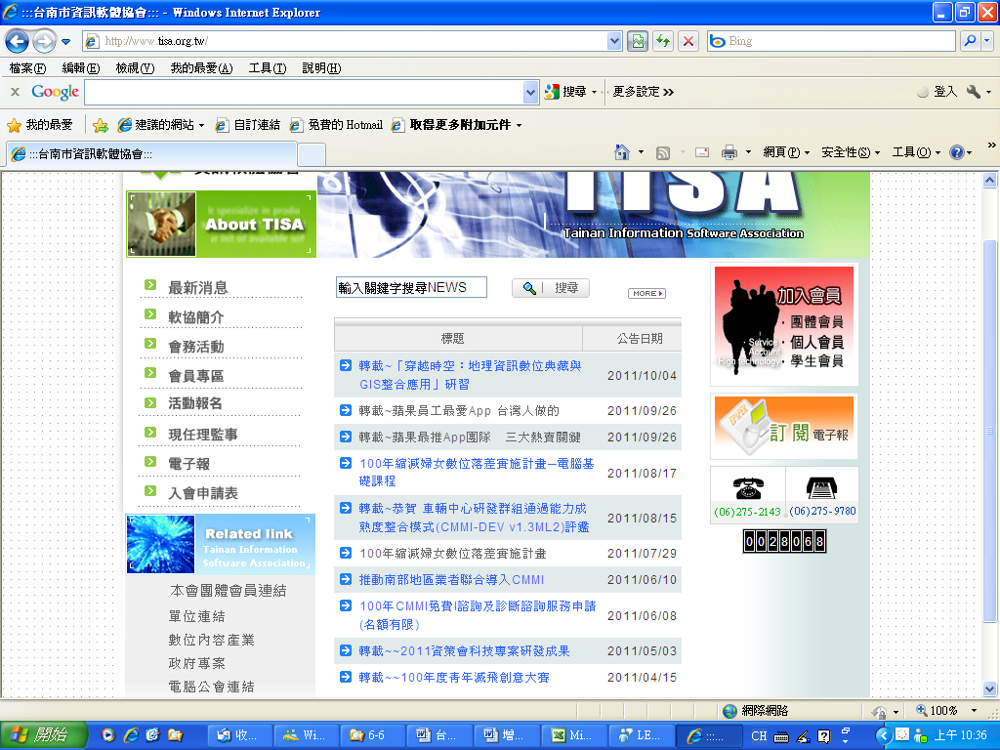 :::台南市資訊軟體協會::: - Windows Internet Explorer
http://www.tisa.org.tw/
Bing
檔案(F) 編輯(E) 檢視(V) 我的最愛(A) 工具(T) 說明(H)
x Google 搜尋 更多設定 >> 登入
我的最愛 建議的網站 自訂連結 免費的 Hotmail 取得更多附加元件
:::台南市資訊軟體協會:::
網頁(P) 安全性(S) 工具(O)
TISA
Tainan Information Software Association
About TISA
最新消息
軟協簡介
會務活動
會員專區
活動報名
現任理監事
電子報
入會申請表
Related link
Tainan Information
Software Association
本會團體會員連結
單位連結
數位內容產業
政府專案
電腦公會連結
輸入關鍵字搜尋NEWS 搜尋 MORE
標題 公告日期
轉載~「穿越時空：地理資訊數位典藏與
GIS整合應用」研習 2011/10/04
轉載~蘋果員工最愛App 台灣人做的 2011/09/26
轉載~蘋果最推App團隊 三大熱賣關鍵 2011/09/26
100年縮減婦女數位落差實施計畫─電腦基
礎課程 2011/08/17
轉載~恭賀 車輛中心研發群組通過能力成
熟度整合模式(CMMI-DEV v1.3ML2)評鑑 2011/08/15
100年縮減婦女數位落差實施計畫 2011/07/29
推動南部地區業者聯合導入CMMI 2011/06/10
100年CMMI免費I諮詢及診斷諮詢服務申請
(名額有限) 2011/06/08
轉載~~2011資策會科技專案研發成果 2011/05/03
轉載~~100年度青年滅飛創意大賽 2011/04/15
加入會員
・團體會員
・個人會員
・學生會員
Service
Account
High technology
訂閱 電子報
(06)275-2143 (06)275-9780
0028068
網際網路 100%
開始 收... Wi... 6-6 台... 增... Mi... LE... :::... CH 上午 10:36